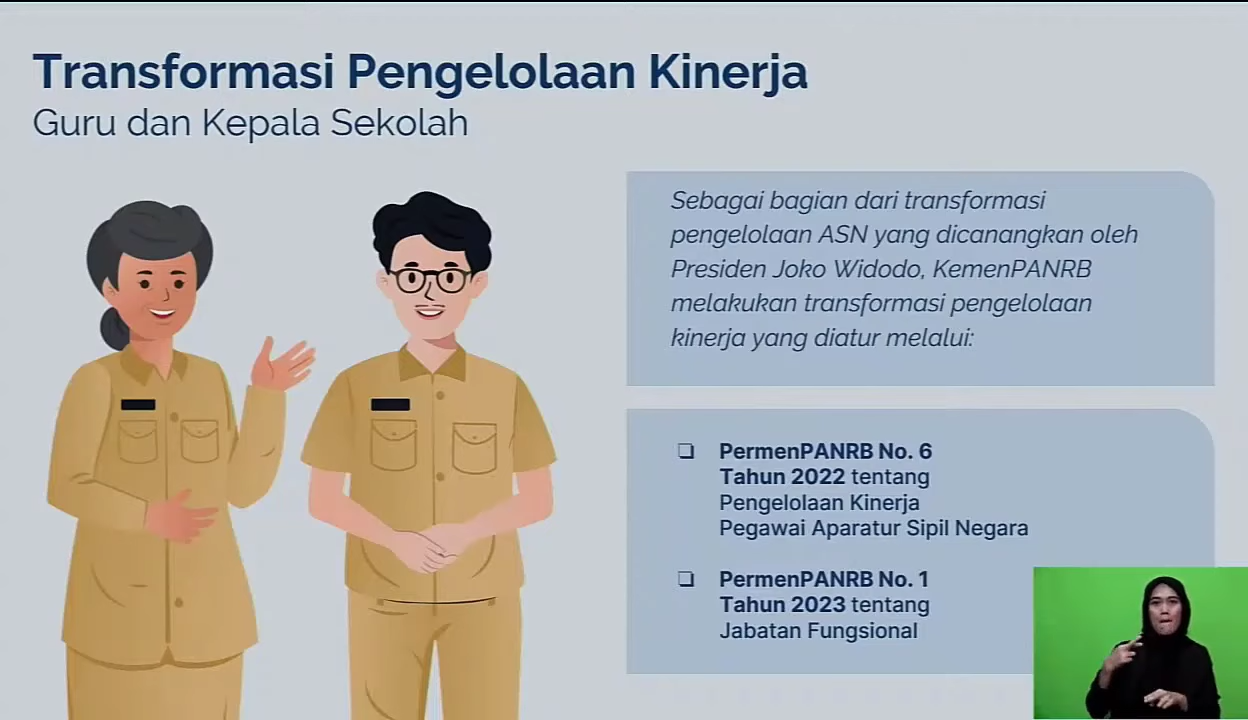 Transformasi Pengelolaan Kinerja
Guru dan Kepala Sekolah
Sebagai bagian dari transformasi
pengelolaan ASN yang dicanangkan oleh
Presiden Joko Widodo, KemenPANRB
melakukan transformasi pengelolaan
kinerja yang diatur melalui:
❏ PermenPANRB No. 6
Tahun 2022 tentang
Pengelolaan Kinerja
Pegawai Aparatur Sipil Negara
❏ PermenPANRB No. 1
Tahun 2023 tentang
Jabatan Fungsional